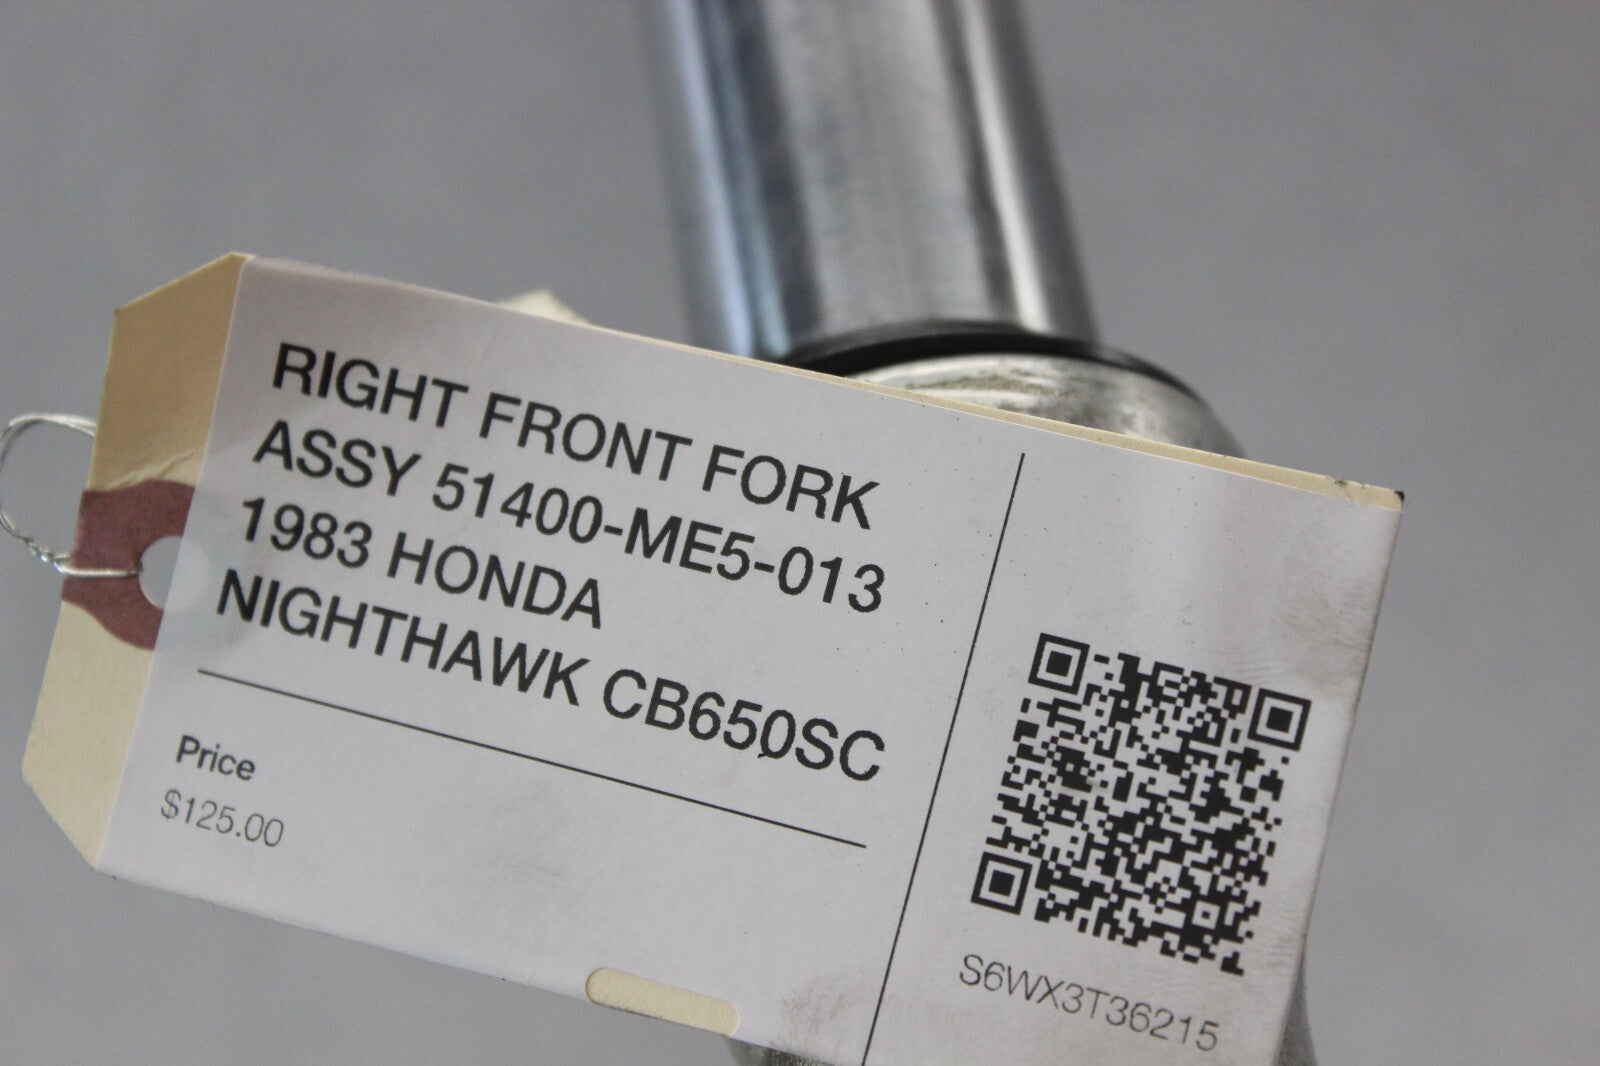 RIGHT FRONT FORK
ASSY 51400-ME5-013
1983 HONDA
NIGHTHAWK CB650SC
Price
$125.00
S6WX3T36215